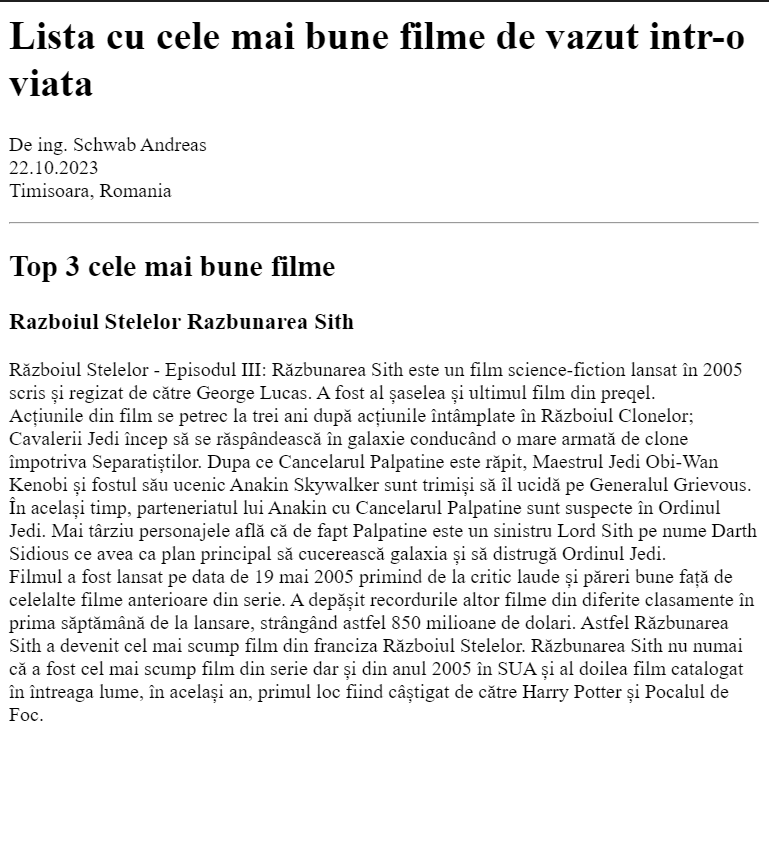 Lista cu cele mai bune filme de vazut intr-o
viata
De ing. Schwab Andreas
22.10.2023
Timisoara, Romania
Top 3 cele mai bune filme
Razboiul Stelelor Razbunarea Sith
Războiul Stelelor - Episodul III: Răzbunarea Sith este un film science-fiction lansat în 2005
scris și regizat de către George Lucas. A fost al șaselea și ultimul film din preqel.
Acțiunile din film se petrec la trei ani după acțiunile întâmplate în Războiul Clonelor;
Cavalerii Jedi încep să se răspândească în galaxie conducând o mare armată de clone
împotriva Separatiștilor. Dupa ce Cancelarul Palpatine este răpit, Maestrul Jedi Obi-Wan
Kenobi și fostul său ucenic Anakin Skywalker sunt trimiși să îl ucidă pe Generalul Grievous.
În același timp, parteneriatul lui Anakin cu Cancelarul Palpatine sunt suspecte în Ordinul
Jedi. Mai târziu personajele află că de fapt Palpatine este un sinistru Lord Sith pe nume Darth
Sidious ce avea ca plan principal să cucerească galaxia și să distrugă Ordinul Jedi.
Filmul a fost lansat pe data de 19 mai 2005 primind de la critic laude și păreri bune față de
celelalte filme anterioare din serie. A depășit recordurile altor filme din diferite clasamente în
prima săptămână de la lansare, strângând astfel 850 milioane de dolari. Astfel Răzbunarea
Sith a devenit cel mai scump film din franciza Războiul Stelelor. Răzbunarea Sith nu numai
că a fost cel mai scump film din serie dar și din anul 2005 în SUA și al doilea film catalogat
în întreaga lume, în același an, primul loc fiind câștigat de către Harry Potter și Pocalul de
Foc.